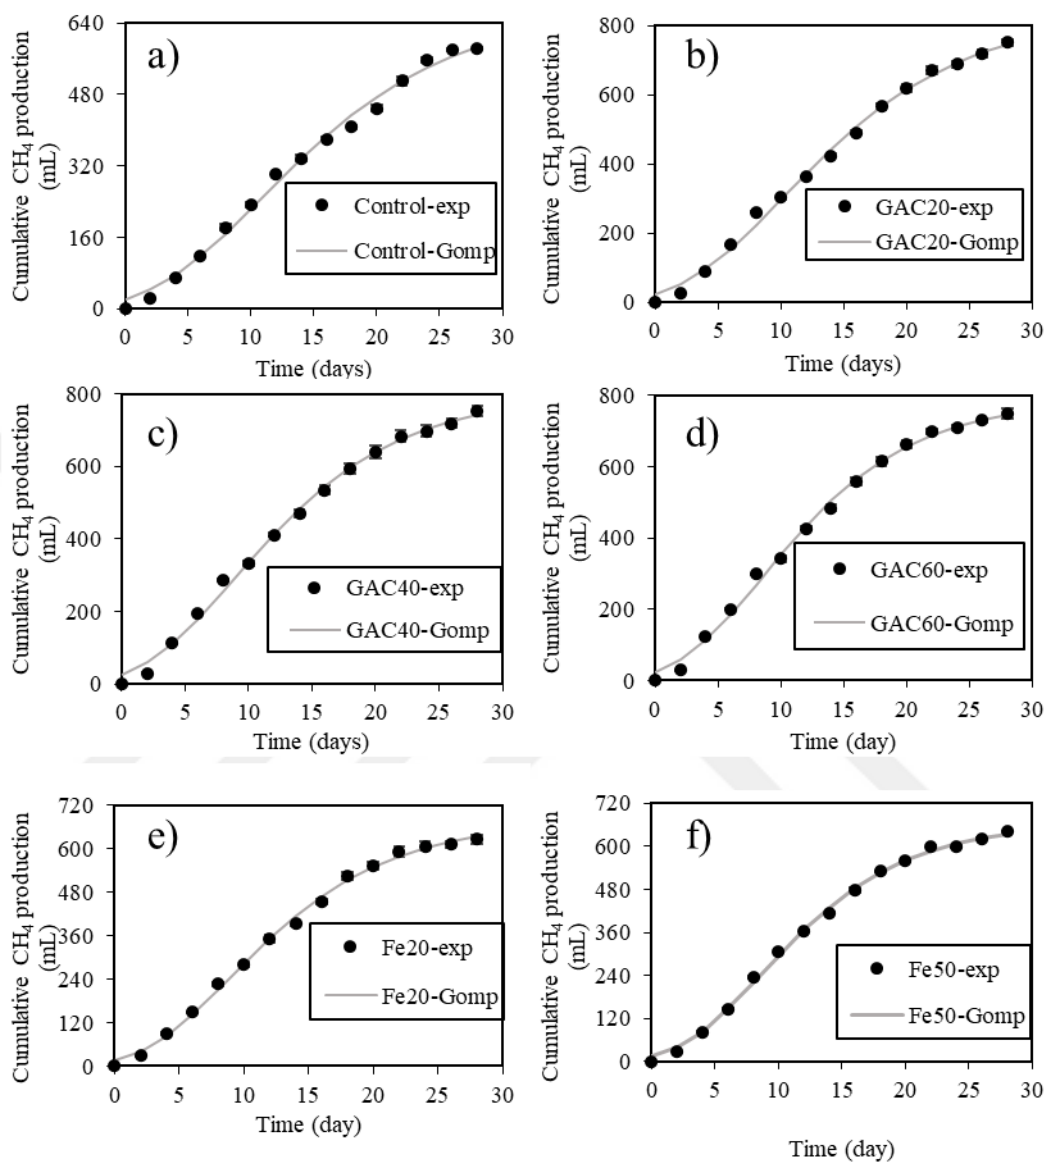 a)
Cumulative CH4 production
(mL)
640
480
320
160
0
Control-exp
Control-Gomp
0 5 10 15 20 25 30
Time (days)
b)
Cumulative CH4 production
(mL)
800
600
400
200
0
GAC20-exp
GAC20-Gomp
0 5 10 15 20 25 30
Time (days)
c)
Cumulative CH4 production
(mL)
800
600
400
200
0
GAC40-exp
GAC40-Gomp
0 5 10 15 20 25 30
Time (days)
d)
Cumulative CH4 production
(mL)
800
600
400
200
0
GAC60-exp
GAC60-Gomp
0 5 10 15 20 25 30
Time (day)
e)
Cumulative CH4 production
(mL)
720
600
480
360
240
120
0
Fe20-exp
Fe20-Gomp
0 5 10 15 20 25 30
Time (day)
f)
Cumulative CH4 production
(mL)
720
600
480
360
240
120
0
Fe50-exp
Fe50-Gomp
0 5 10 15 20 25 30
Time (day)